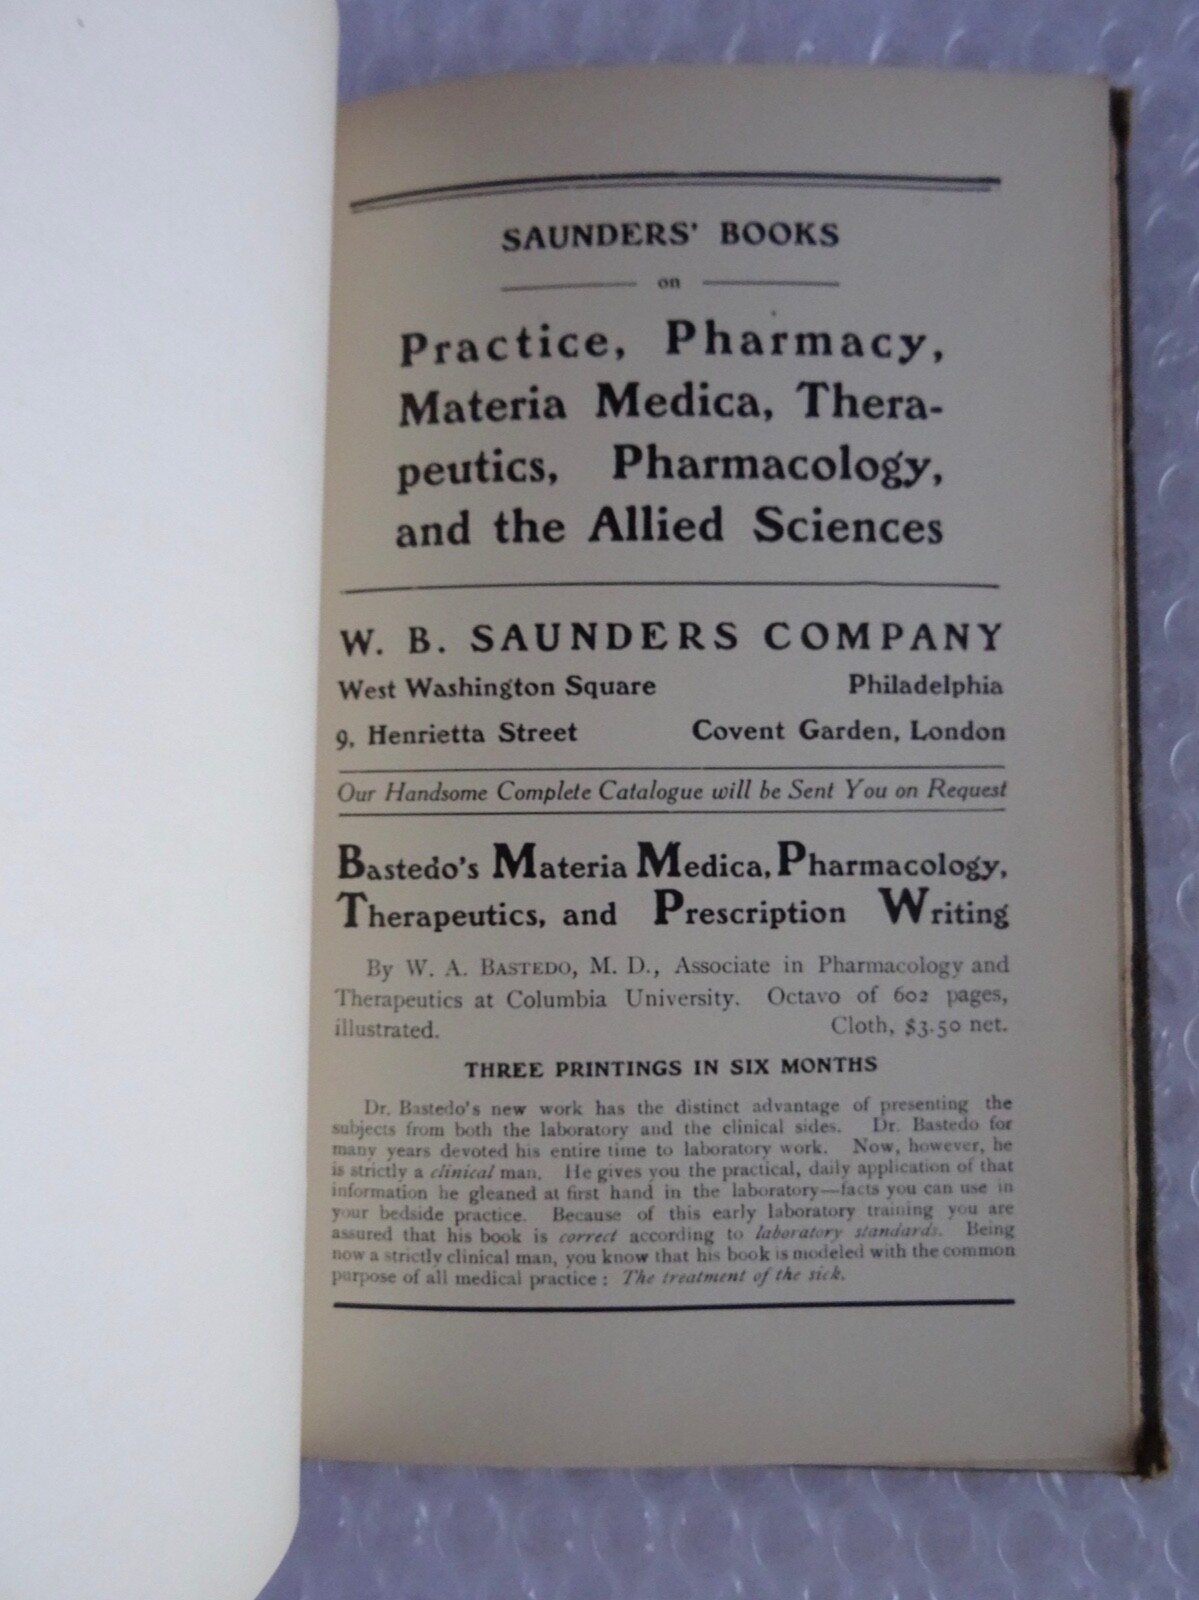 SAUNDERS' BOOKS
on
Practice, Pharmacy,
Materia Medica, Thera-
peutics, Pharmacology,
and the Allied Sciences
W. B. SAUNDERS COMPANY
West Washington Square Philadelphia
9, Henrietta Street Covent Garden, London
Our Handsome Complete Catalogue will be Sent You on Request
Bastedo's Materia Medica, Pharmacology,
Therapeutics, and Prescription Writing
By W. A. BASTEDO, M. D., Associate in Pharmacology and
Therapeutics at Columbia University. Octavo of 602 pages,
illustrated. Cloth, $3.50 net.
THREE PRINTINGS IN SIX MONTHS
Dr. Bastedo's new work has the distinct advantage of presenting the
subjects from both the laboratory and the clinical sides. Dr. Bastedo for
many years devoted his entire time to laboratory work. Now, however, he
is strictly a clinical man. He gives you the practical, daily application of that
information he gleaned at first hand in the laboratory—facts you can use in
your bedside practice. Because of this early laboratory training you are
assured that his book is correct according to laboratory standards. Being
now a strictly clinical man, you know that his book is modeled with the common
purpose of all medical practice: The treatment of the sick.